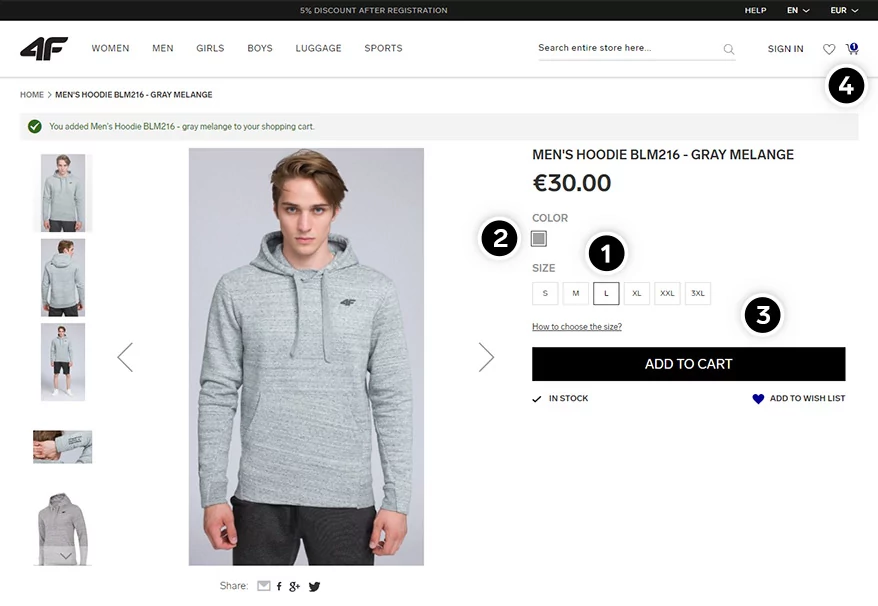 5% DISCOUNT AFTER REGISTRATION
HELP EN EUR
4F WOMEN MEN GIRLS BOYS LUGGAGE SPORTS Search entire store here... SIGN IN 1
4
HOME > MEN'S HOODIE BLM216 - GRAY MELANGE
You added Men's Hoodie BLM216 - gray melange to your shopping cart.
MEN'S HOODIE BLM216 - GRAY MELANGE
€30.00
COLOR
2
1
SIZE
S M L XL XXL 3XL
3
How to choose the size?
ADD TO CART
IN STOCK ADD TO WISH LIST
4F
Share: f g+